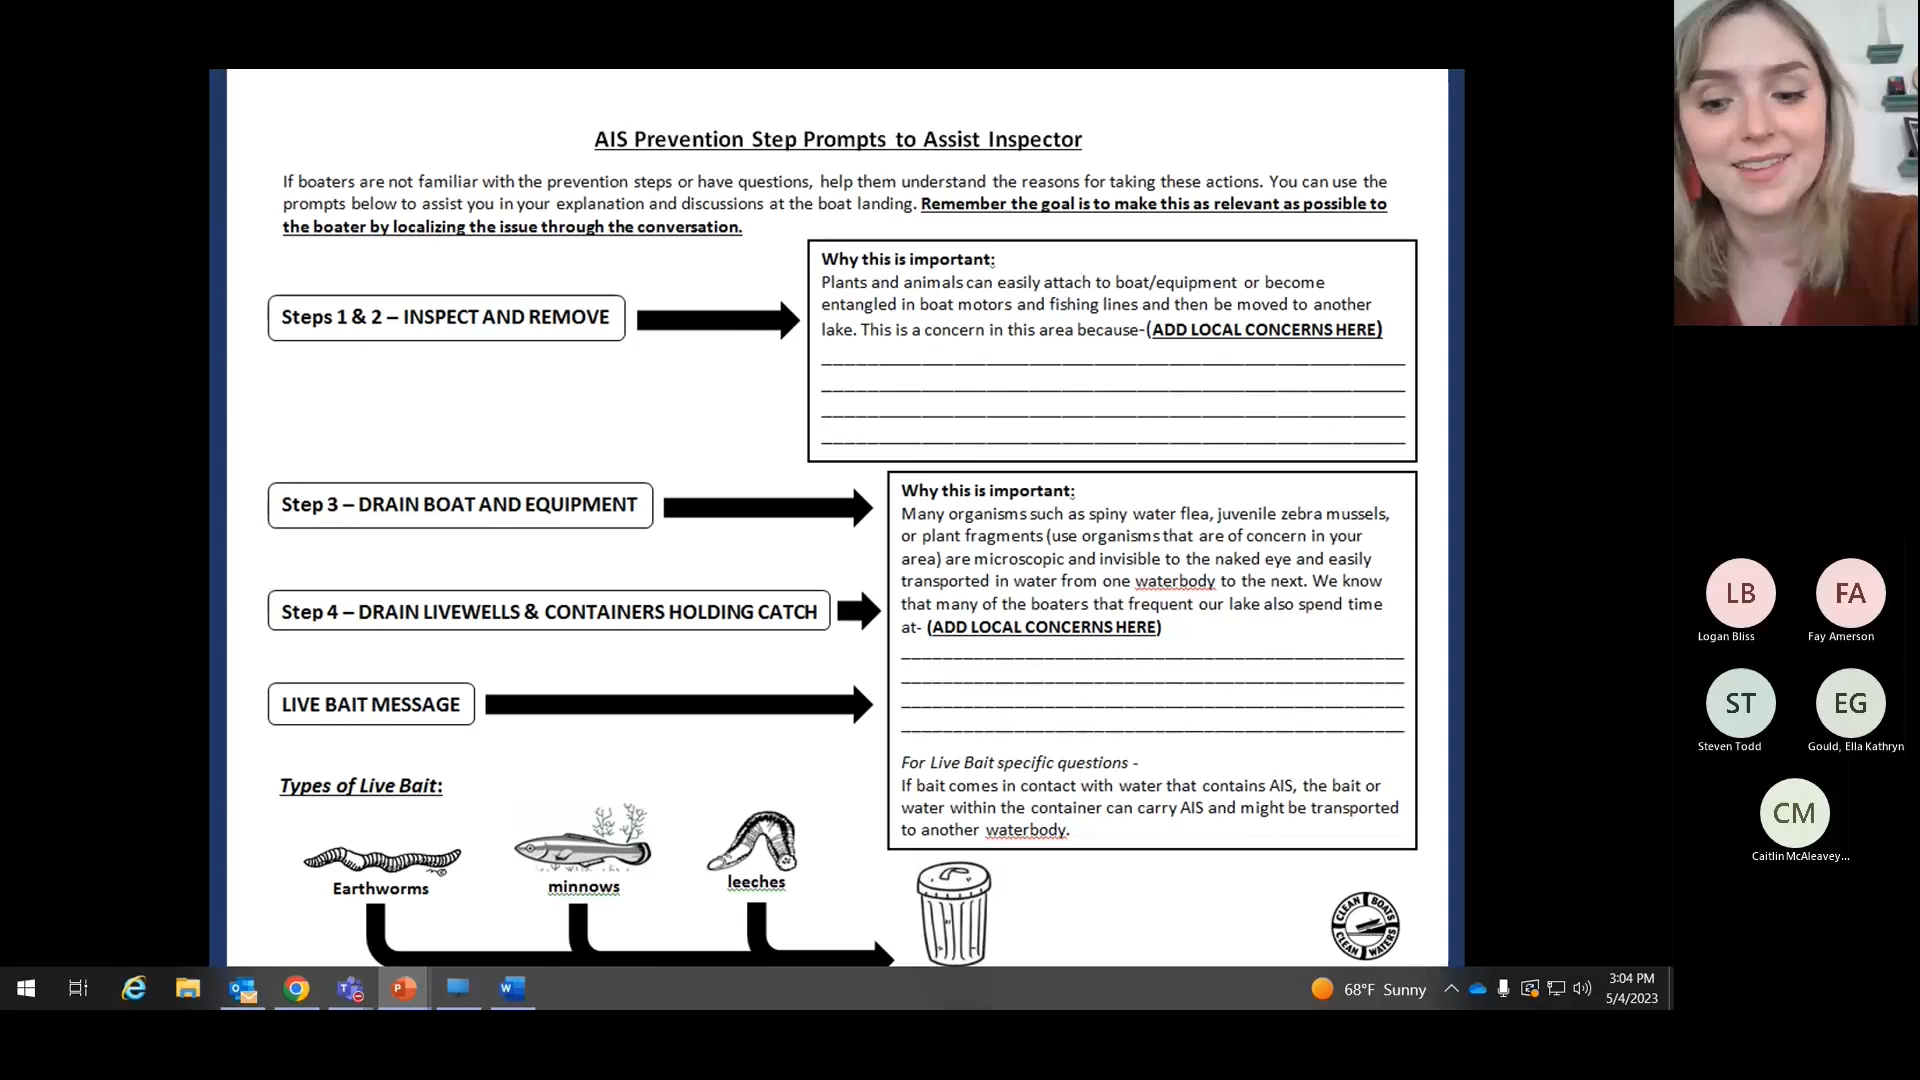 AIS Prevention Step Prompts to Assist Inspector
If boaters are not familiar with the prevention steps or have questions, help them understand the reasons for taking these actions. You can use the
prompts below to assist you in your explanation and discussions at the boat landing. Remember the goal is to make this as relevant as possible to
the boater by localizing the issue through the conversation.
Steps 1 & 2 – INSPECT AND REMOVE
Why this is important:
Plants and animals can easily attach to boat/equipment or become
entangled in boat motors and fishing lines and then be moved to another
lake. This is a concern in this area because-(ADD LOCAL CONCERNS HERE)
Step 3 – DRAIN BOAT AND EQUIPMENT
Step 4 – DRAIN LIVEWELLS & CONTAINERS HOLDING CATCH
LIVE BAIT MESSAGE
Why this is important:
Many organisms such as spiny water flea, juvenile zebra mussels,
or plant fragments (use organisms that are of concern in your
area) are microscopic and invisible to the naked eye and easily
transported in water from one waterbody to the next. We know
that many of the boaters that frequent our lake also spend time
at- (ADD LOCAL CONCERNS HERE)
For Live Bait specific questions -
If bait comes in contact with water that contains AIS, the bait or
water within the container can carry AIS and might be transported
to another waterbody.
Types of Live Bait:
Earthworms
minnows
leeches
CLEAN BOATS
CLEAN WATERS
LB
Logan Bliss
FA
Fay Amerson
ST
Steven Todd
EG
Gould, Ella Kathryn
CM
Caitlin McAleavey...
68°F Sunny
3:04 PM
5/4/2023